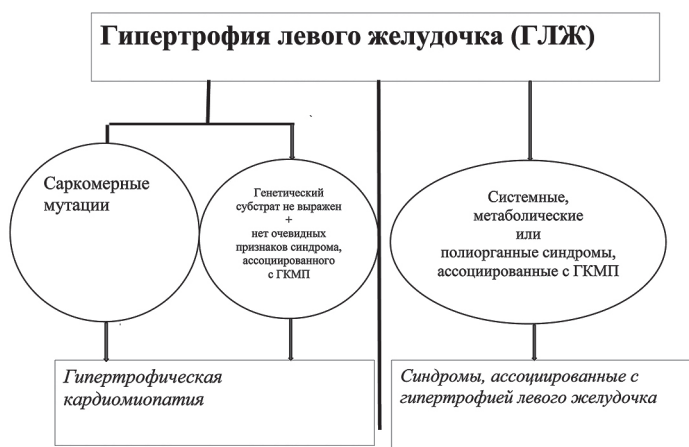 Гипертрофия левого желудочка (ГЛЖ)
Саркомерные
мутации
Генетический
субстрат не выражен
+
нет очевидных
признаков синдрома,
ассоциированного
с ГКМП
Системные,
метаболические
или
полиорганные синдромы,
ассоциированные с ГКМП
Гипертрофическая
кардиомиопатия
Синдромы, ассоциированные с
гипертрофией левого желудочка